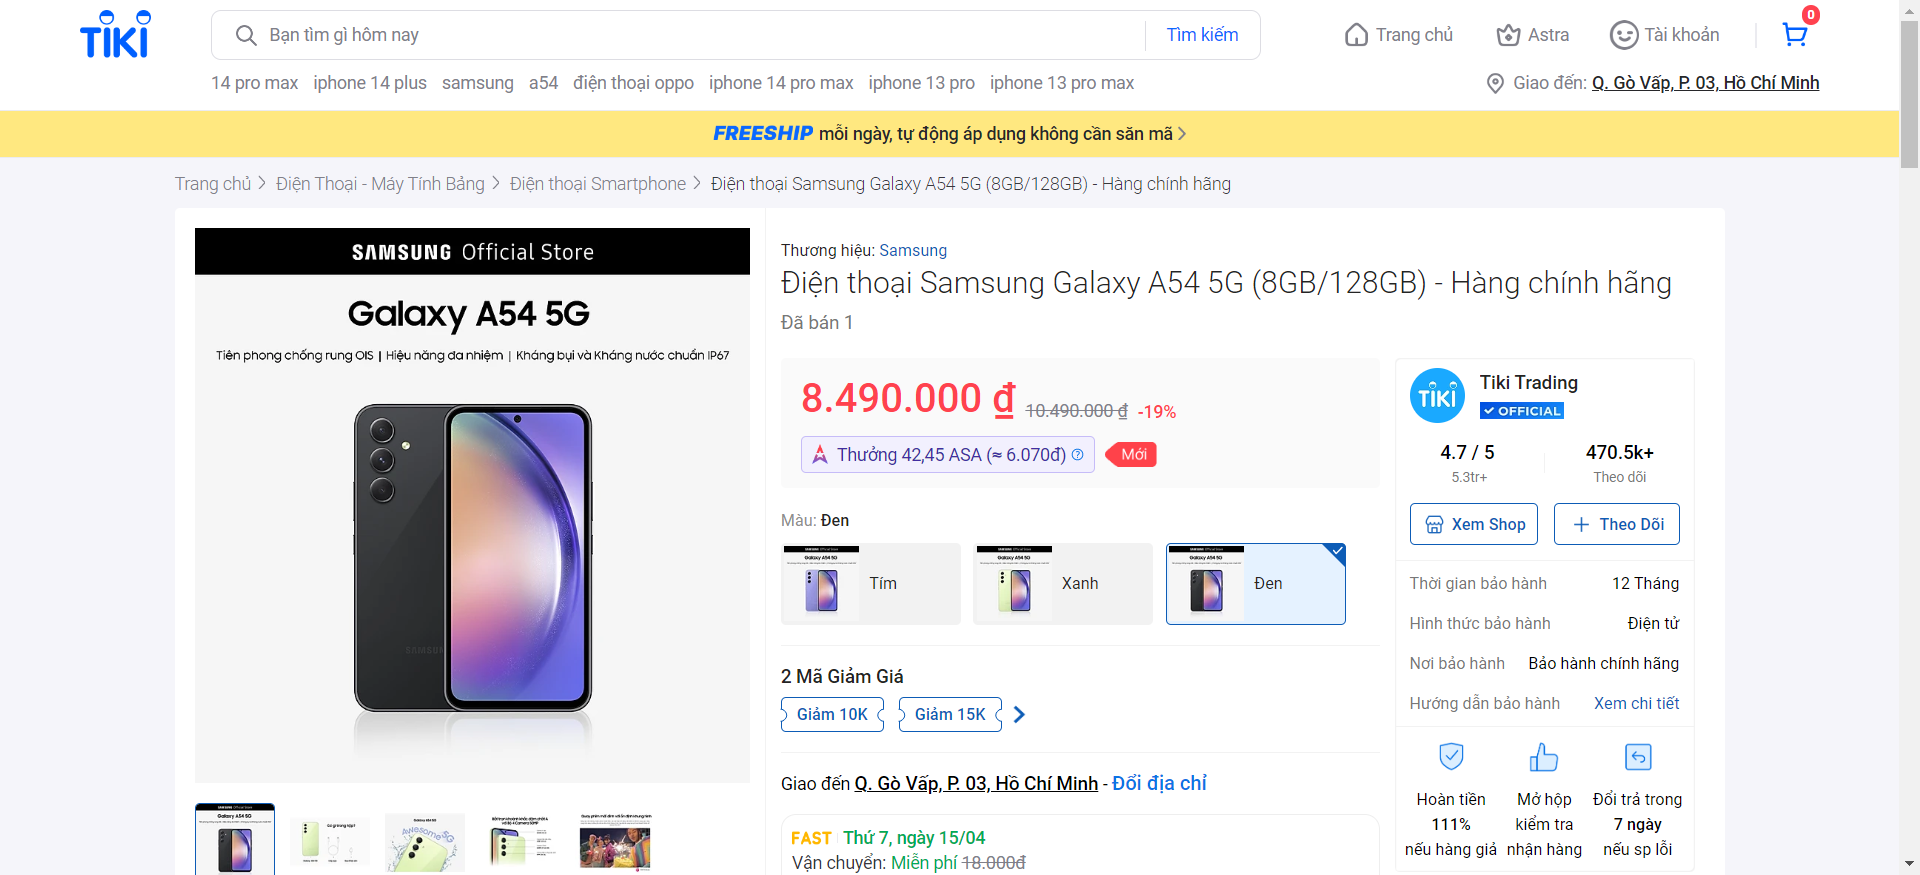 TIKI
Bạn tìm gì hôm nay
Tìm kiếm
Trang chủ
Astra
Tài khoản
0
14 pro max iphone 14 plus samsung a54 điện thoại oppo iphone 14 pro max iphone 13 pro iphone 13 pro max
Giao đến: Q. Gò Vấp, P. 03, Hồ Chí Minh
FREESHIP mỗi ngày, tự động áp dụng không cần săn mã
Trang chủ > Điện Thoại - Máy Tính Bảng > Điện thoại Smartphone > Điện thoại Samsung Galaxy A54 5G (8GB/128GB) - Hàng chính hãng
SAMSUNG Official Store
Galaxy A54 5G
Tiên phong chống rung OIS | Hiệu năng đa nhiệm | Kháng bụi và Kháng nước chuẩn IP67
SAMSUNG
Thương hiệu: Samsung
Điện thoại Samsung Galaxy A54 5G (8GB/128GB) - Hàng chính hãng
Đã bán 1
8.490.000 ₫ 10.490.000 ₫ -19%
Thưởng 42,45 ASA (≈ 6.070đ)
Mới
Màu: Đen
Tím
Xanh
Đen
2 Mã Giảm Giá
Giảm 10K
Giảm 15K
Giao đến Q. Gò Vấp, P. 03, Hồ Chí Minh - Đổi địa chỉ
FAST Thứ 7, ngày 15/04
Vận chuyển: Miễn phí 18.000đ
TIKI
Tiki Trading
OFFICIAL
4.7 / 5
5.3tr+
470.5k+
Theo dõi
Xem Shop
Theo Dõi
Thời gian bảo hành 12 Tháng
Hình thức bảo hành Điện tử
Nơi bảo hành Bảo hành chính hãng
Hướng dẫn bảo hành Xem chi tiết
Hoàn tiền
111%
nếu hàng giả
Mở hộp
kiểm tra
nhận hàng
Đổi trả trong
7 ngày
nếu sp lỗi
Galaxy A54 5G
Awesome 5G